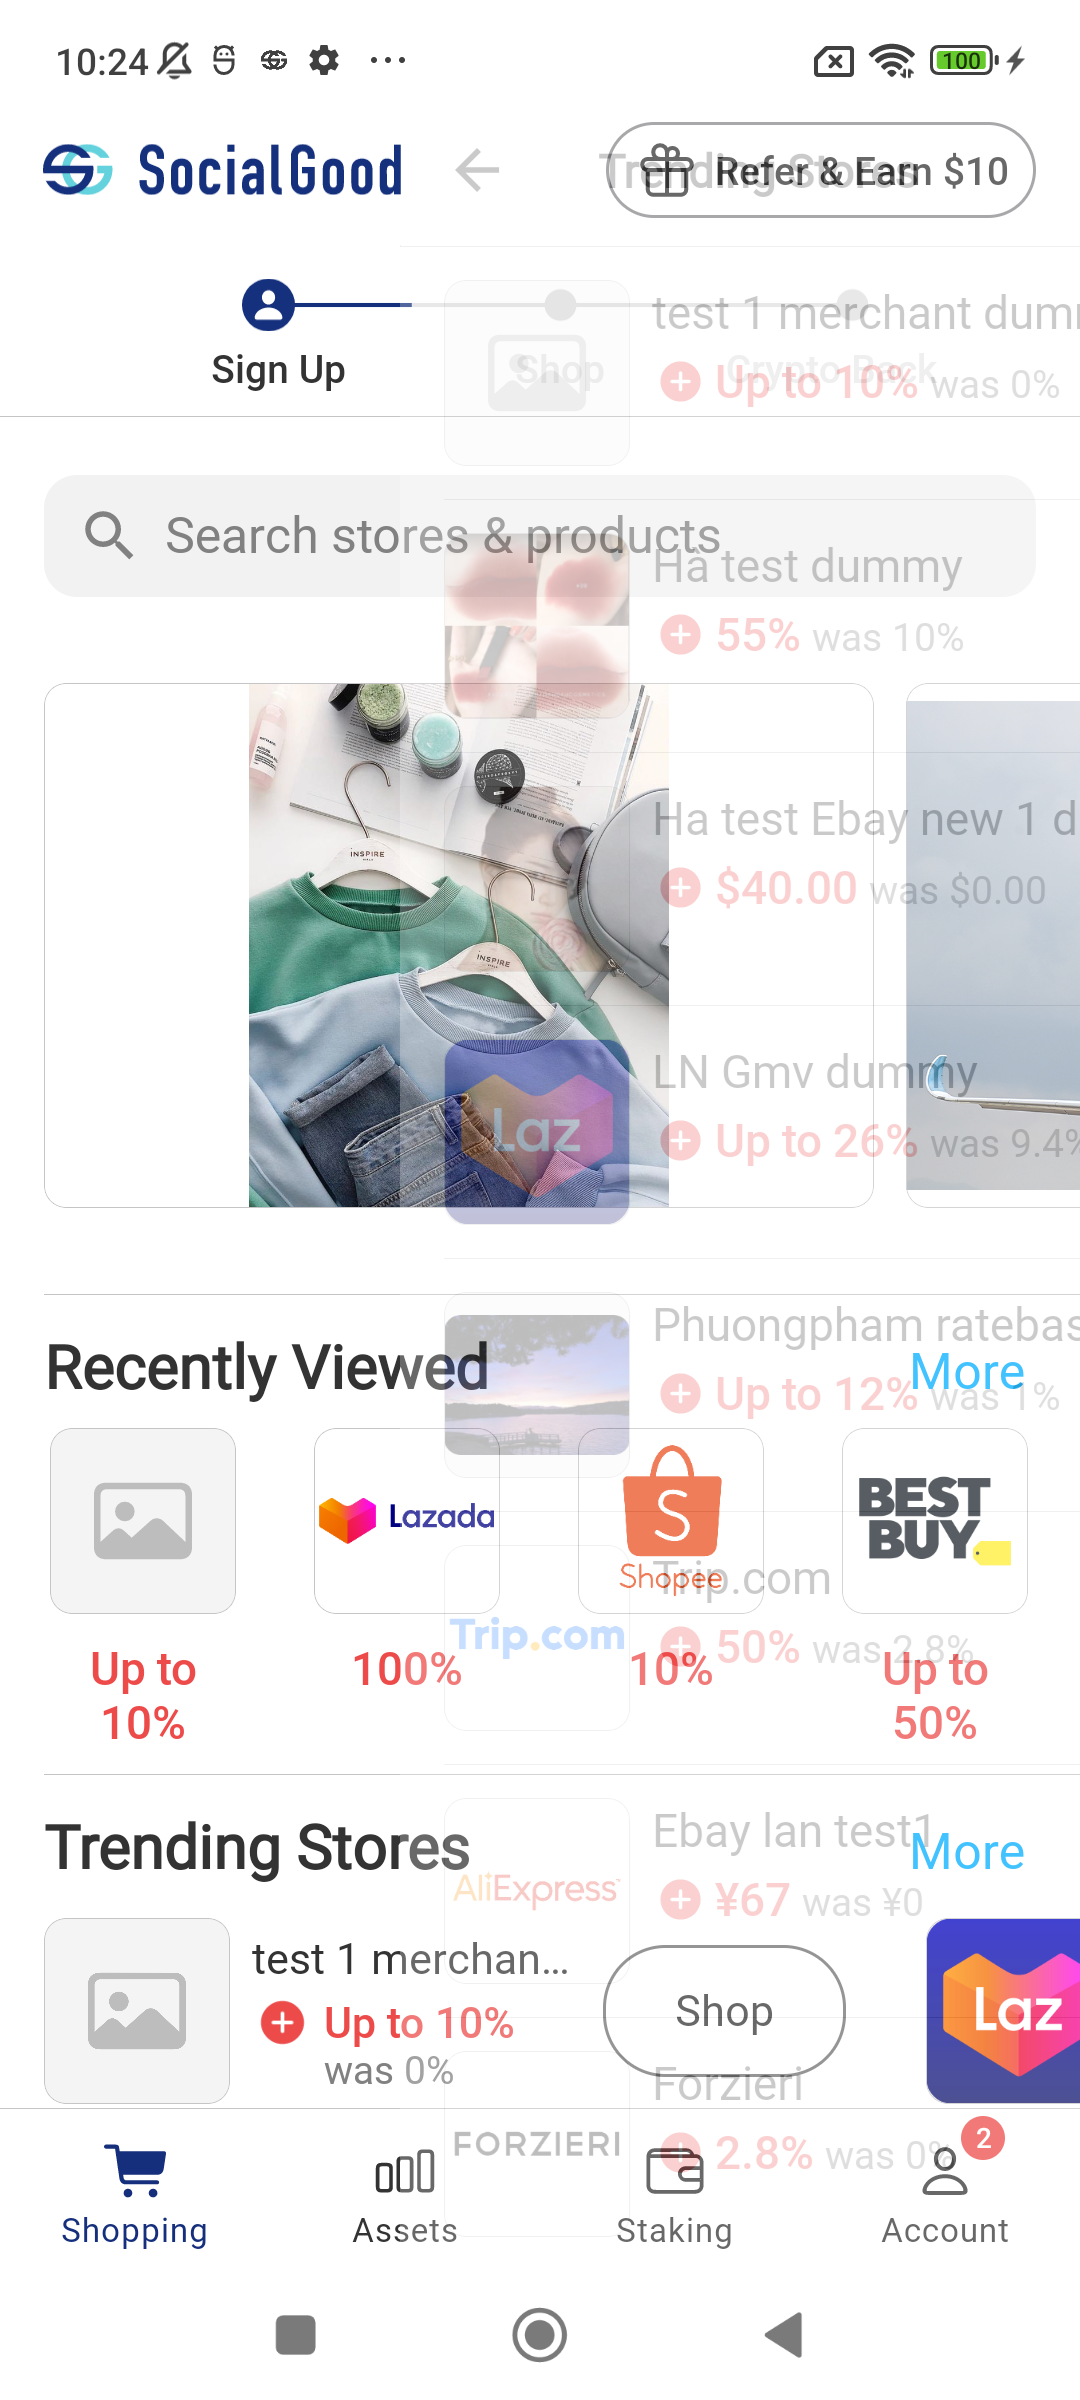 10:24
100
SocialGood
Trending Stores
Refer & Earn $10
test 1 merchant dumm
Sign Up
Shop
Crypto Back
Up to 10% was 0%
Search stores & products
Hà test dummy
55% was 10%
INSPIRE
INSPIRE
Ha test Ebay new 1 d
$40.00 was $0.00
LN Gmv dummy
Laz
Up to 26% was 9.4%
Phuongpham ratebas
Recently Viewed
More
Up to 12% was 1%
Lazada
Shopee
BEST BUY
Trip.com
Trip.com
50% was 2.8%
Up to 10%
100%
10%
Up to 50%
Trending Stores
More
Ebay lan test1
AliExpress
¥67 was ¥0
test 1 merchan...
Up to 10%
was 0%
Shop
Laz
Forzieri
FORZIERI
2.8% was 0%
2
Shopping
Assets
Staking
Account